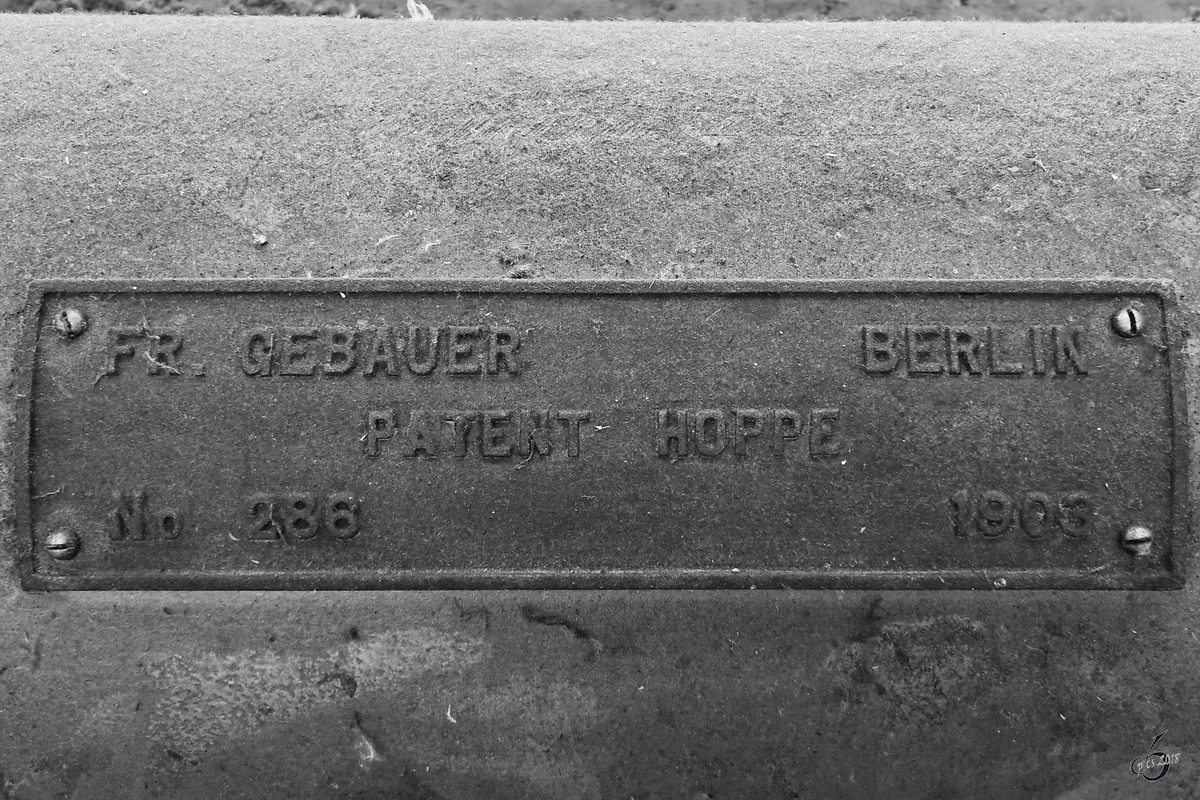 FR. GEBAUER BERLIN
PATENT HOPPE
No 286 1903